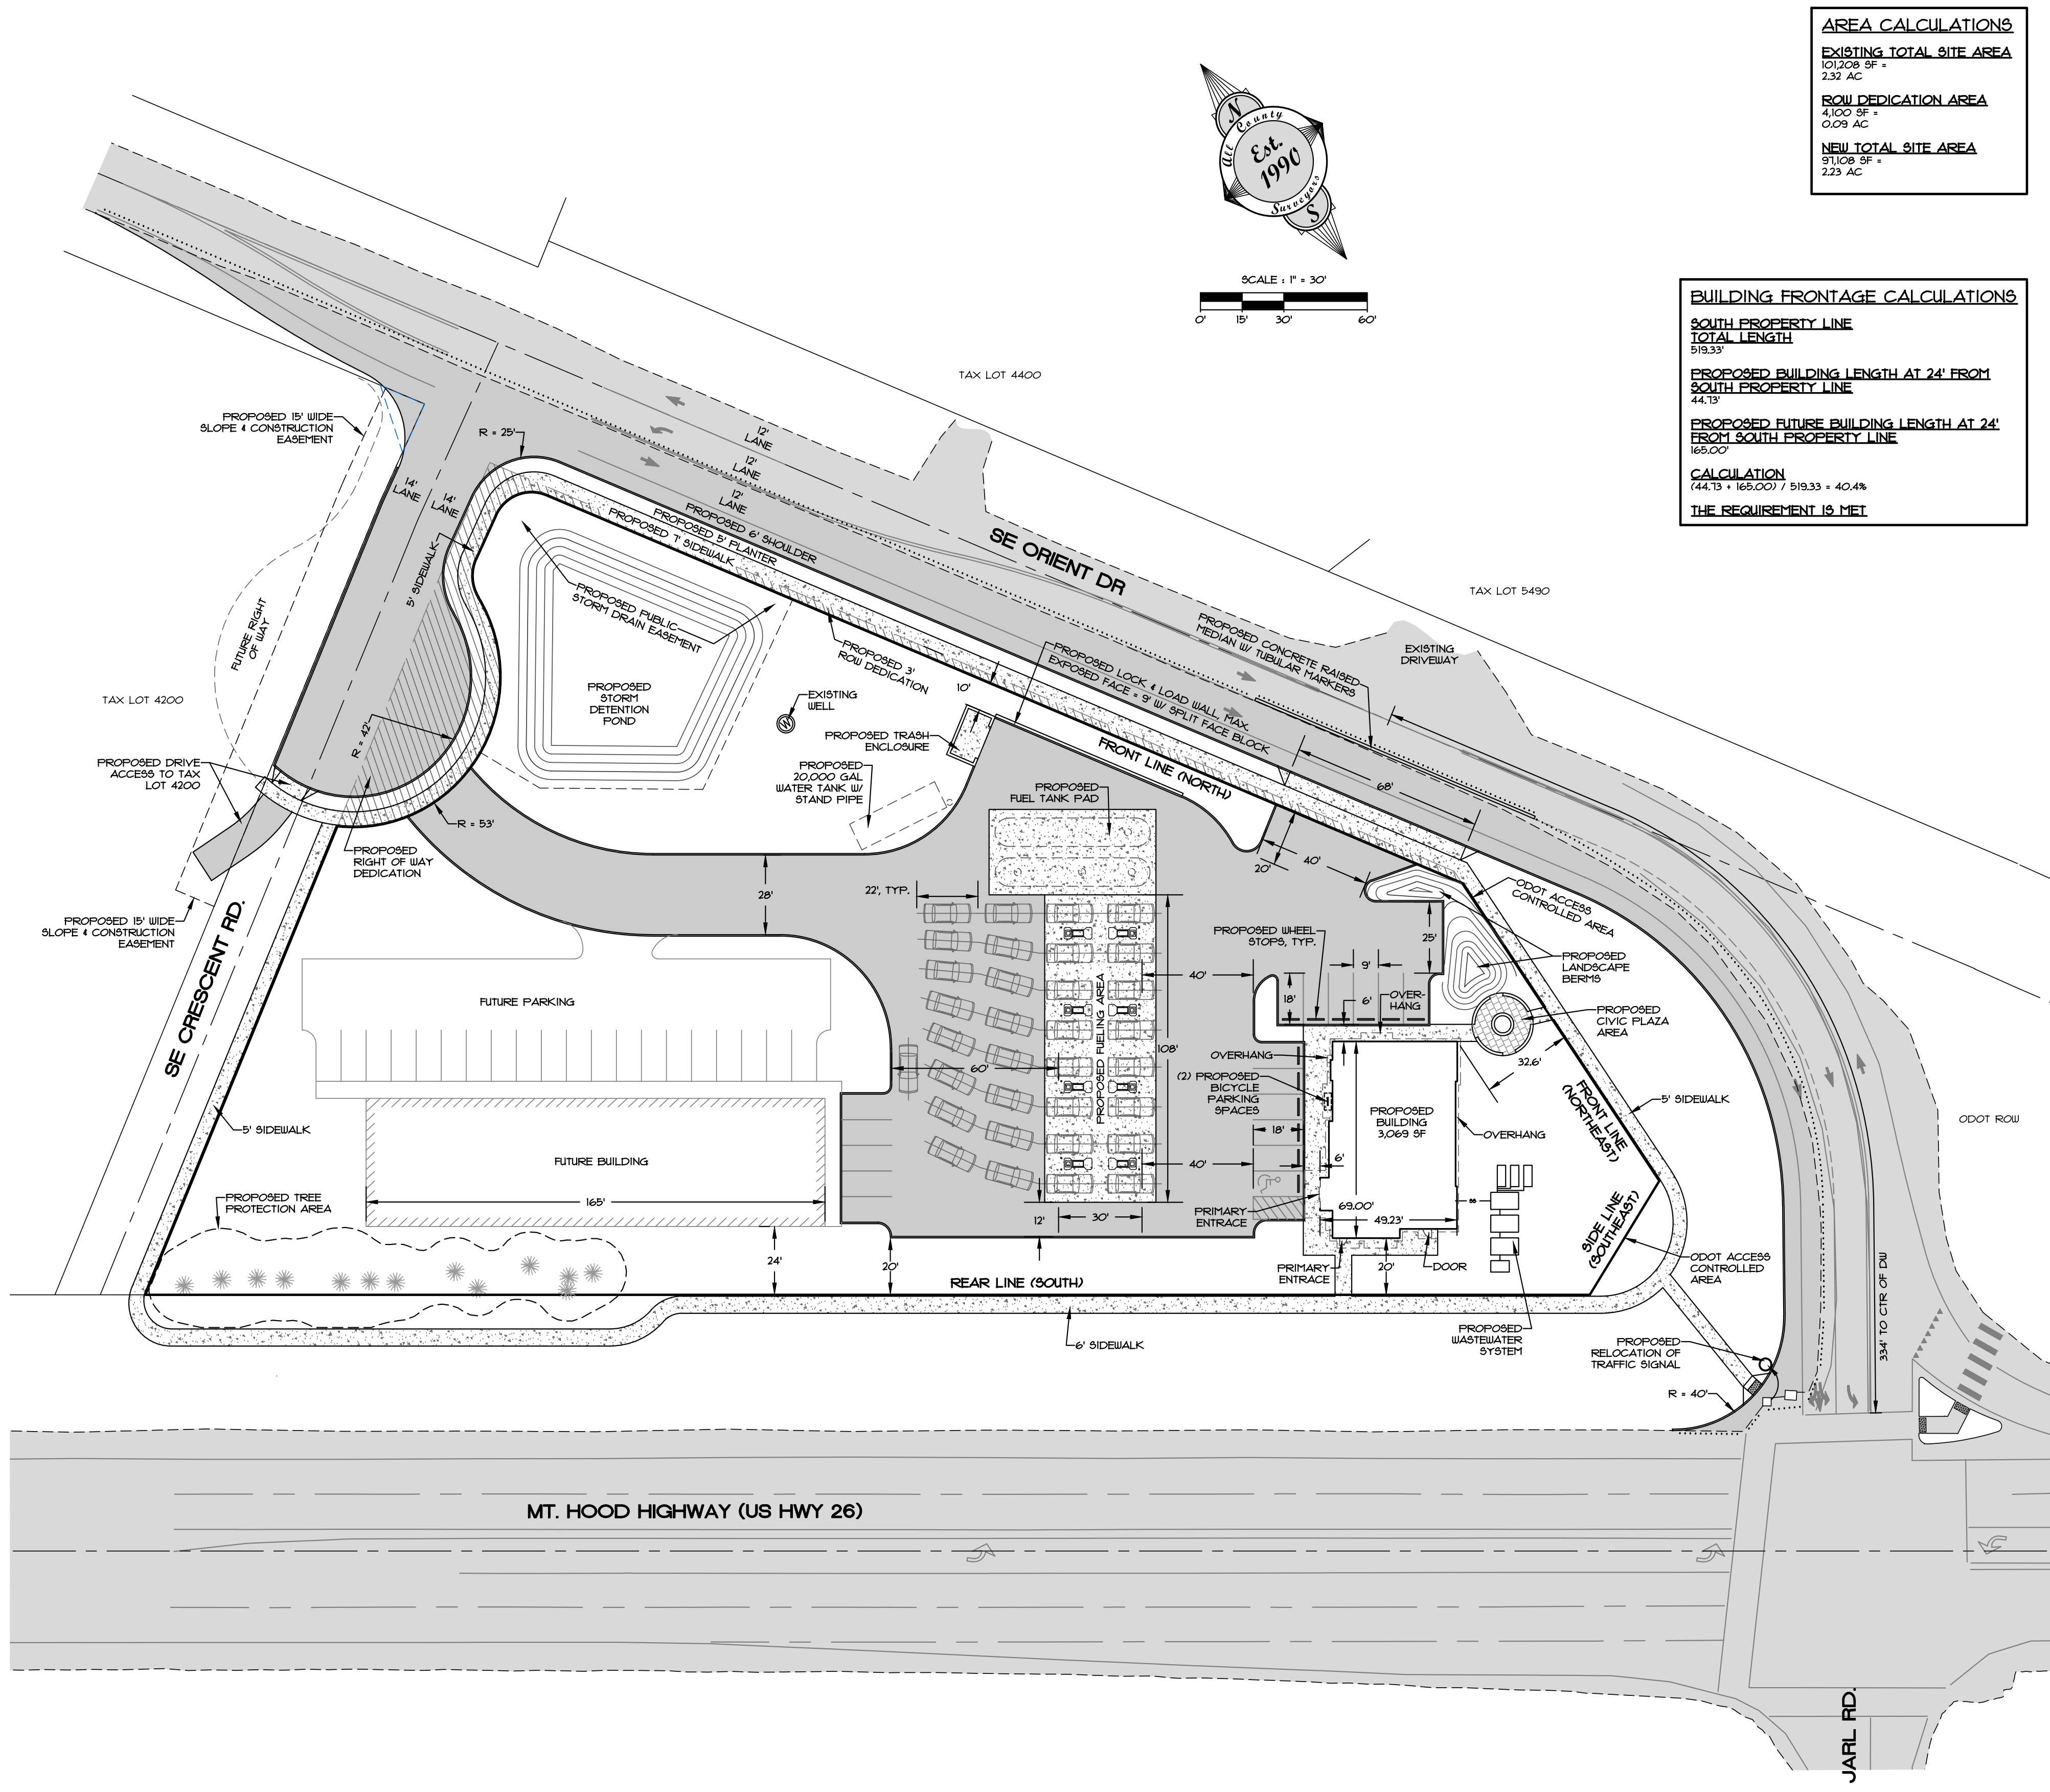 AREA CALCULATIONS
EXISTING TOTAL SITE AREA
101,208 SF =
2.32 AC
ROW DEDICATION AREA
4,100 SF =
0.09 AC
NEW TOTAL SITE AREA
97,108 SF =
2.23 AC
N
All County
Est.
1990
Surveyors
S
SCALE : 1" = 30'
0' 15' 30' 60'
BUILDING FRONTAGE CALCULATIONS
SOUTH PROPERTY LINE
TOTAL LENGTH
519.33'
PROPOSED BUILDING LENGTH AT 24' FROM
SOUTH PROPERTY LINE
44.73'
PROPOSED FUTURE BUILDING LENGTH AT 24'
FROM SOUTH PROPERTY LINE
165.00'
CALCULATION
(44.73 + 165.00) / 519.33 = 40.4%
THE REQUIREMENT IS MET
TAX LOT 4400
PROPOSED 15' WIDE
SLOPE & CONSTRUCTION
EASEMENT
R = 25'
12'
LANE
12'
LANE
12'
LANE
14'
LANE
14'
LANE
PROPOSED 6' SHOULDER
PROPOSED 5' PLANTER
PROPOSED 7' SIDEWALK
SE ORIENT DR
5' SIDEWALK
PROPOSED PUBLIC
STORM DRAIN EASEMENT
TAX LOT 5490
FUTURE RIGHT
OF WAY
PROPOSED CONCRETE RAISED
MEDIAN W/ TUBULAR MARKERS
EXISTING
DRIVEWAY
PROPOSED 3'
ROW DEDICATION
10'
PROPOSED LOCK & LOAD WALL, MAX.
EXPOSED FACE = 9' W/ SPLIT FACE BLOCK
TAX LOT 4200
PROPOSED
STORM
DETENTION
POND
EXISTING
WELL
W
R = 42'
PROPOSED TRASH
ENCLOSURE
FRONT LINE (NORTH)
PROPOSED DRIVE
ACCESS TO TAX
LOT 4200
PROPOSED
20,000 GAL
WATER TANK W/
STAND PIPE
PROPOSED
FUEL TANK PAD
68'
R = 53'
PROPOSED
RIGHT OF WAY
DEDICATION
20'
40'
28'
22', TYP.
ODOT ACCESS
CONTROLLED AREA
PROPOSED 15' WIDE
SLOPE & CONSTRUCTION
EASEMENT
SE CRESCENT RD.
PROPOSED WHEEL
STOPS, TYP.
25'
PROPOSED
LANDSCAPE
BERMS
9'
40'
18'
6'
OVER-
HANG
FUTURE PARKING
PROPOSED FUELING AREA
PROPOSED
CIVIC PLAZA
AREA
108'
OVERHANG
32.6'
60'
(2) PROPOSED
BICYCLE
PARKING
SPACES
PROPOSED
BUILDING
3,069 SF
FRONT LINE
(NORTHEAST)
5' SIDEWALK
ODOT ROW
5' SIDEWALK
18'
OVERHANG
FUTURE BUILDING
40'
6'
165'
PROPOSED TREE
PROTECTION AREA
69.00'
49.23'
SS
12'
30'
PRIMARY
ENTRACE
SIDE LINE
(SOUTHEAST)
24'
20'
REAR LINE (SOUTH)
PRIMARY
ENTRACE
20'
DOOR
ODOT ACCESS
CONTROLLED
AREA
334' TO CTR OF DW
6' SIDEWALK
PROPOSED
WASTEWATER
SYSTEM
PROPOSED
RELOCATION OF
TRAFFIC SIGNAL
R = 40'
MT. HOOD HIGHWAY (US HWY 26)
JARL RD.